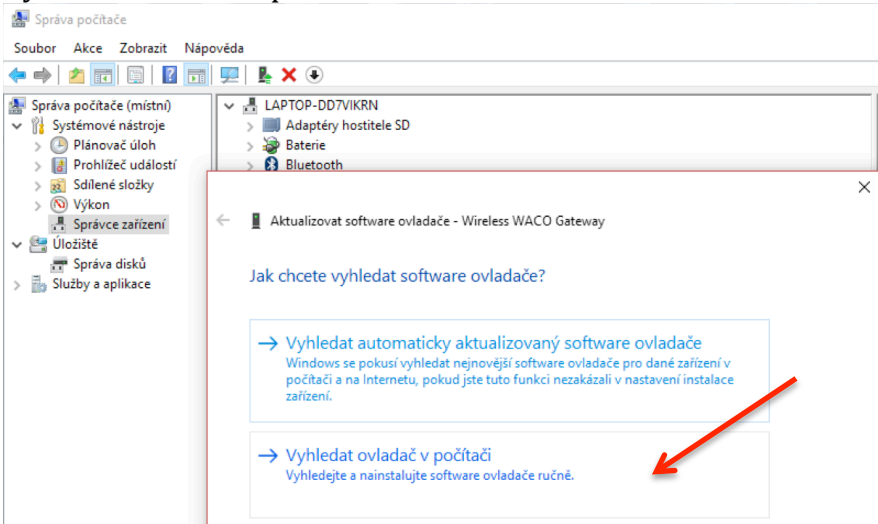 Správa počítače
Soubor Akce Zobrazit Nápověda
Správa počítače (místní)
Systémové nástroje
Plánovač úloh
Prohlížeč událostí
Sdílené složky
Výkon
Správce zařízení
Úložiště
Správa disků
Služby a aplikace
LAPTOP-DD7VIKRN
Adaptéry hostitele SD
Baterie
Bluetooth
Aktualizovat software ovladače - Wireless WACO Gateway
Jak chcete vyhledat software ovladače?
Vyhledat automaticky aktualizovaný software ovladače
Windows se pokusí vyhledat nejnovější software ovladače pro dané zařízení v
počítači a na Internetu, pokud jste tuto funkci nezakázali v nastavení instalace
zařízení.
Vyhledat ovladač v počítači
Vyhledejte a nainstalujte software ovladače ručně.